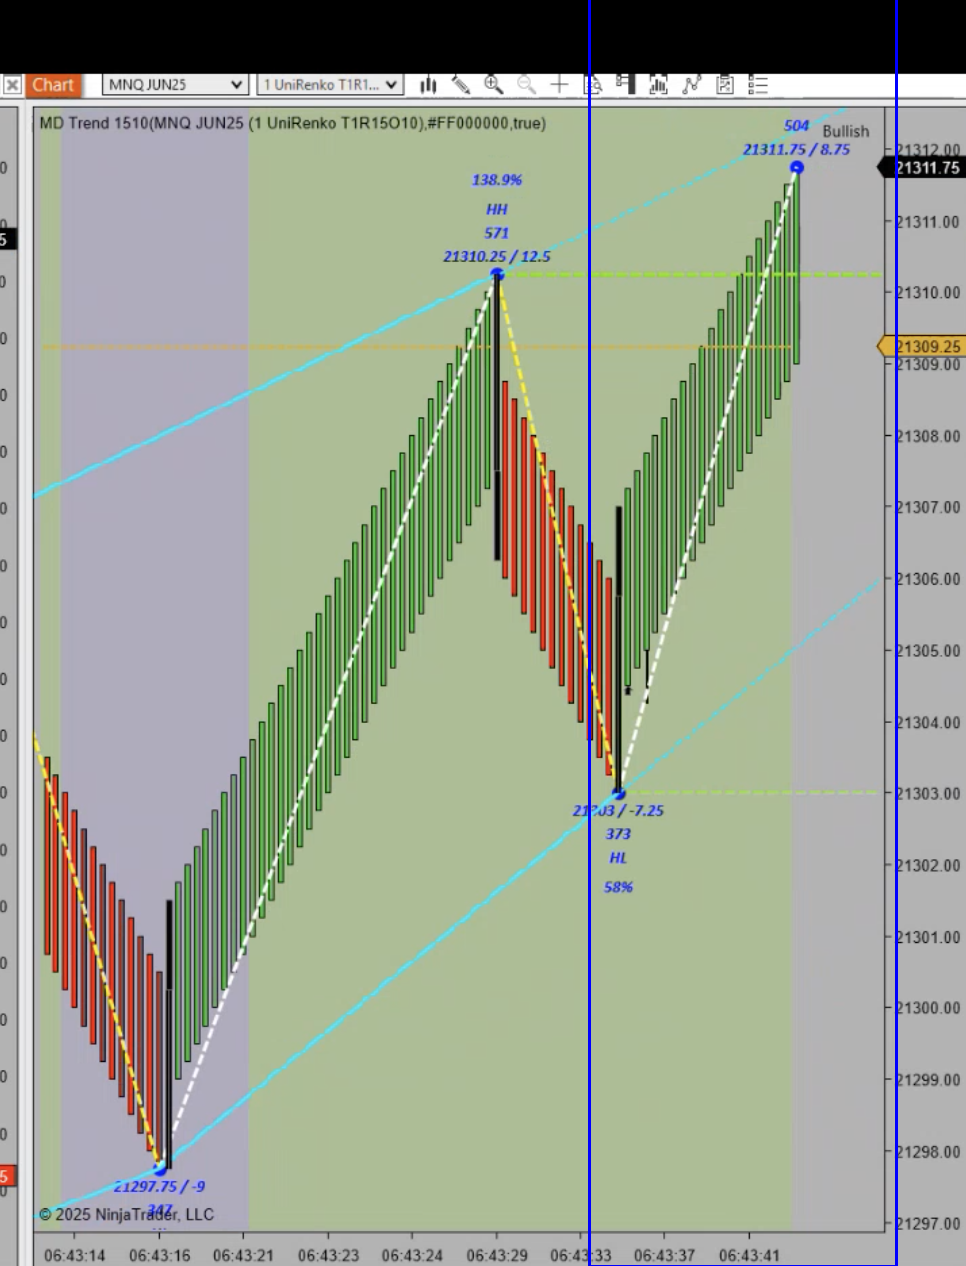 Chart
MNQ JUN25
1 UniRenko T1R1...
MD Trend 1510(MNQ JUN25 (1 UniRenko T1R15O10),#FF000000,true)
504
Bullish
21311.75 / 8.75
138.9%
HH
571
21310.25 / 12.5
21303 / -7.25
373
HL
58%
21297.75 / -9
347
© 2025 NinjaTrader, LLC
21312.00
21311.75
21311.00
21310.00
21309.25
21309.00
21308.00
21307.00
21306.00
21305.00
21304.00
21303.00
21302.00
21301.00
21300.00
21299.00
21298.00
21297.00
06:43:14
06:43:16
06:43:21
06:43:23
06:43:24
06:43:29
06:43:33
06:43:37
06:43:41